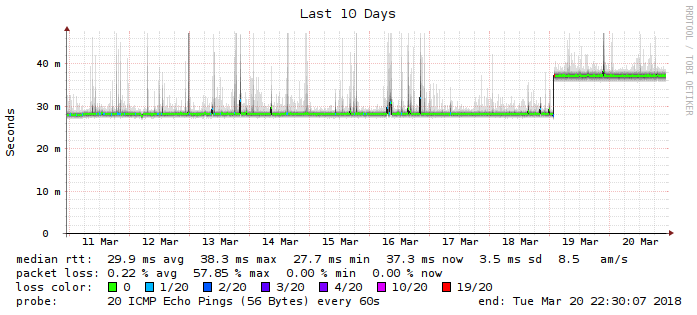 Last 10 Days
RRDTOOL / TOBI OETIKER
Seconds
40 m
30 m
20 m
10 m
0
11 Mar 12 Mar 13 Mar 14 Mar 15 Mar 16 Mar 17 Mar 18 Mar 19 Mar 20 Mar
median rtt: 29.9 ms avg 38.3 ms max 27.7 ms min 37.3 ms now 3.5 ms sd 8.5 am/s
packet loss: 0.22 % avg 57.85 % max 0.00 % min 0.00 % now
loss color: 0 1/20 2/20 3/20 4/20 10/20 19/20
probe: 20 ICMP Echo Pings (56 Bytes) every 60s end: Tue Mar 20 22:30:07 2018